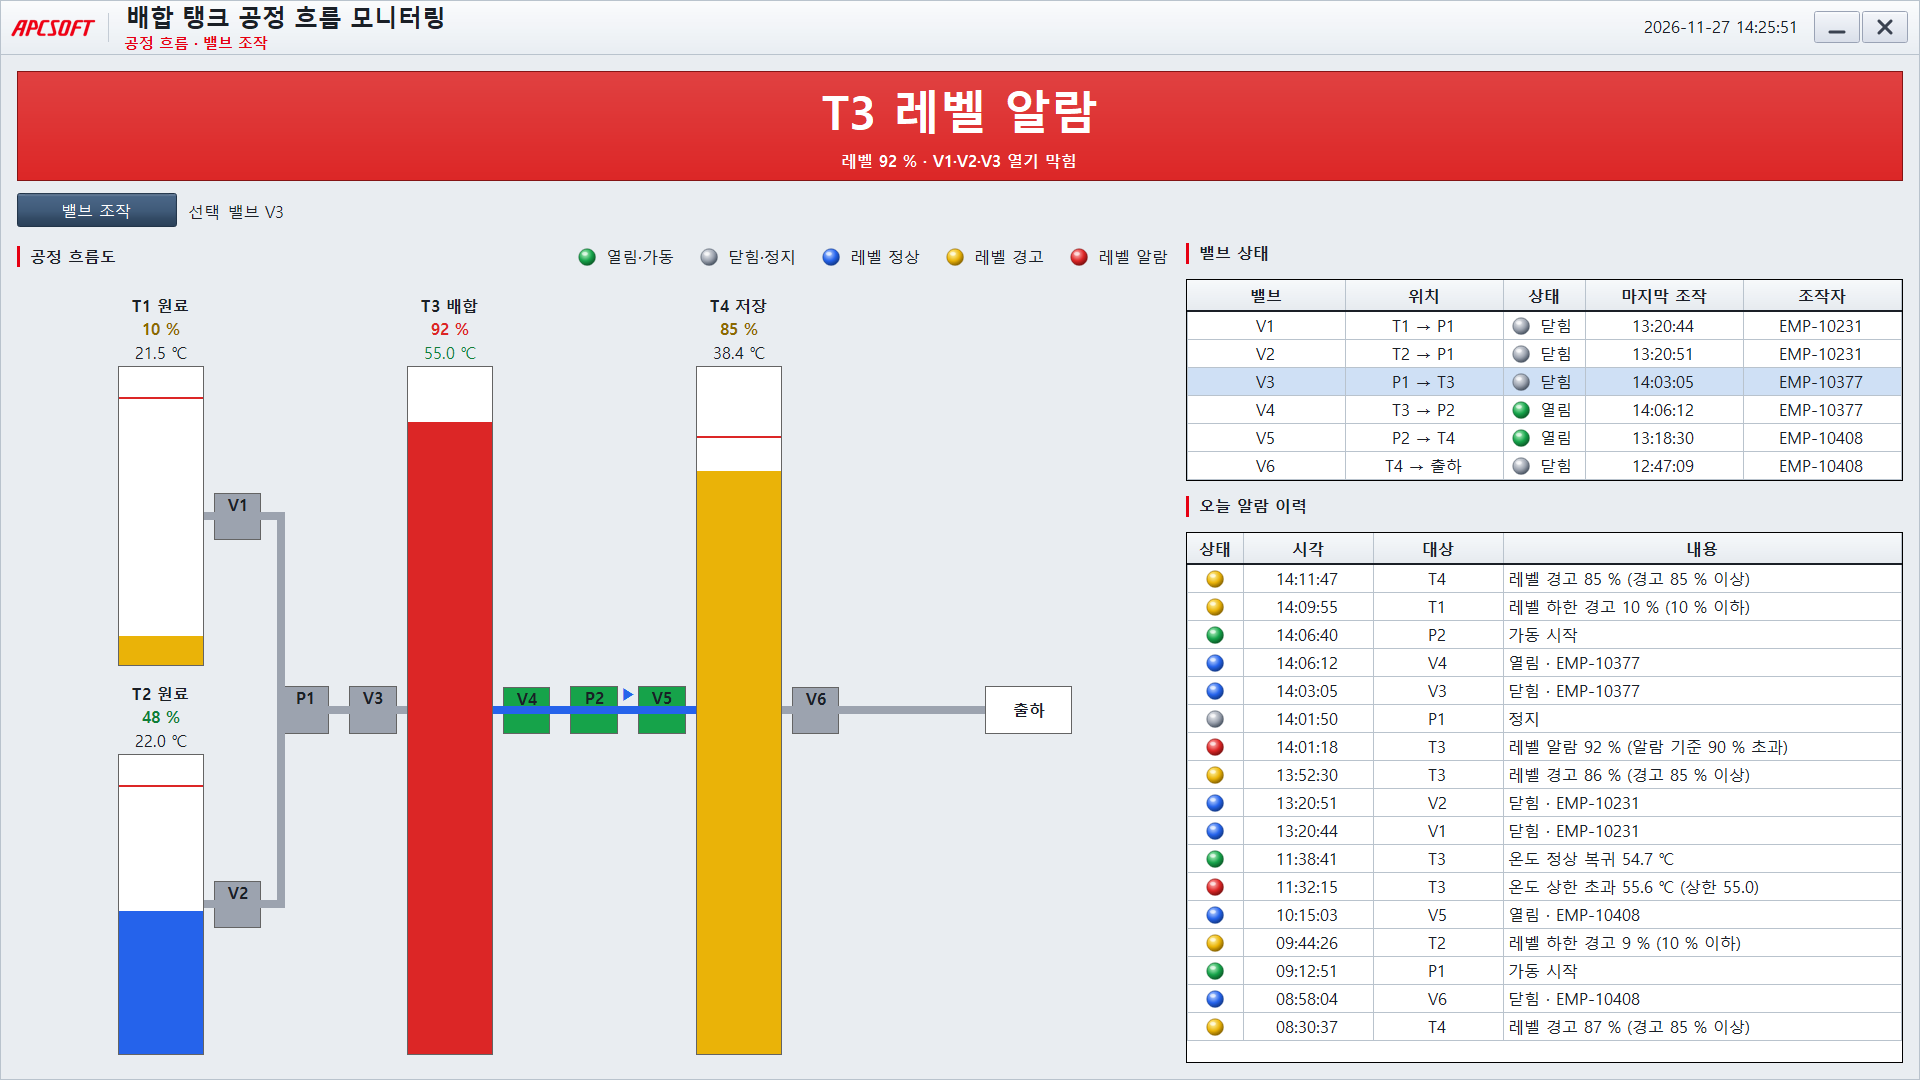 APCSOFT
배합 탱크 공정 흐름 모니터링
공정 흐름 · 밸브 조작
2026-11-27 14:25:51
T3 레벨 알람
레벨 92 % · V1·V2·V3 열기 막힘
밸브 조작
선택 밸브 V3
공정 흐름도
열림·가동
닫힘·정지
레벨 정상
레벨 경고
레벨 알람
T1 원료
10 %
21.5 ℃
T3 배합
92 %
55.0 ℃
T4 저장
85 %
38.4 ℃
V1
T2 원료
48 %
22.0 ℃
P1
V3
V4
P2
V5
V6
출하
V2
밸브 상태
밸브 위치 상태 마지막 조작 조작자
V1 T1 → P1 닫힘 13:20:44 EMP-10231
V2 T2 → P1 닫힘 13:20:51 EMP-10231
V3 P1 → T3 닫힘 14:03:05 EMP-10377
V4 T3 → P2 열림 14:06:12 EMP-10377
V5 P2 → T4 열림 13:18:30 EMP-10408
V6 T4 → 출하 닫힘 12:47:09 EMP-10408
오늘 알람 이력
상태 시각 대상 내용
14:11:47 T4 레벨 경고 85 % (경고 85 % 이상)
14:09:55 T1 레벨 하한 경고 10 % (10 % 이하)
14:06:40 P2 가동 시작
14:06:12 V4 열림 · EMP-10377
14:03:05 V3 닫힘 · EMP-10377
14:01:50 P1 정지
14:01:18 T3 레벨 알람 92 % (알람 기준 90 % 초과)
13:52:30 T3 레벨 경고 86 % (경고 85 % 이상)
13:20:51 V2 닫힘 · EMP-10231
13:20:44 V1 닫힘 · EMP-10231
11:38:41 T3 온도 정상 복귀 54.7 ℃
11:32:15 T3 온도 상한 초과 55.6 ℃ (상한 55.0)
10:15:03 V5 열림 · EMP-10408
09:44:26 T2 레벨 하한 경고 9 % (10 % 이하)
09:12:51 P1 가동 시작
08:58:04 V6 닫힘 · EMP-10408
08:30:37 T4 레벨 경고 87 % (경고 85 % 이상)